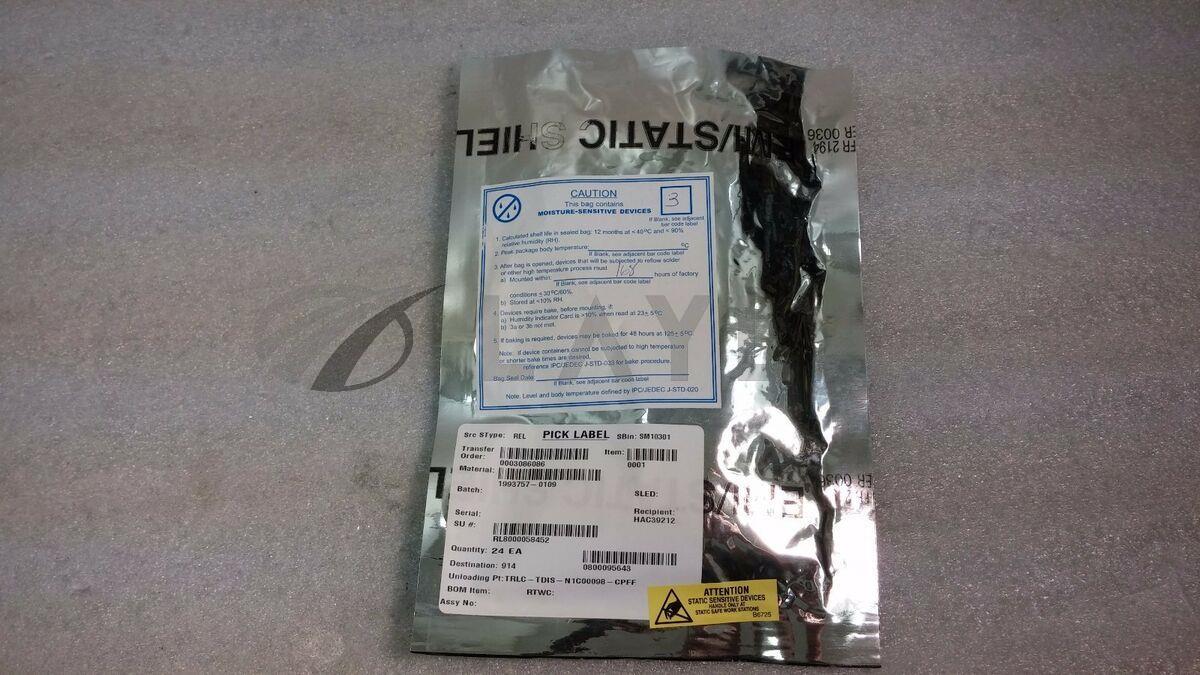 EMI/STATIC SHIEL
FR 2194
ER 0036
CAUTION
3
This bag contains
MOISTURE-SENSITIVE DEVICES
If Blank, see adjacent
bar code label
1. Calculated shelf life in sealed bag: 12 months at <40°C and < 90%
relative humidity (RH).
2. Peak package body temperature: °C
If Blank, see adjacent bar code label
3. After bag is opened, devices that will be subjected to reflow solder
or other high temperature process must
a) Mounted within: 168 hours of factory
If Blank, see adjacent bar code label
conditions ≤ 30°C/60%.
b) Stored at <10% RH.
4. Devices require bake, before mounting, if:
a) Humidity Indicator Card is >10% when read at 23± 5°C
b) 3a or 3b not met.
5. If baking is required, devices may be baked for 48 hours at 125± 5°C.
Note: If device containers cannot be subjected to high temperature
or shorter bake times are desired,
reference IPC/JEDEC J-STD-033 for bake procedure.
Bag Seal Date:
If Blank, see adjacent bar code label
Note: Level and body temperature defined by IPC/JEDEC J-STD-020
Src SType: REL PICK LABEL SBin: SM10301
Transfer
Order:
0003086086
Item:
0001
Material:
1993757-0109
Batch:
SLED:
Serial:
Recipient:
HAC39212
SU #:
RL8000058452
Quantity: 24 EA
Destination: 914
0800095643
Unloading Pt: TRLC-TDIS-N1C00098-CPFF
BOM Item: RTWC:
Assy No:
ATTENTION
STATIC SENSITIVE DEVICES
HANDLE ONLY AT
STATIC SAFE WORK STATIONS
B6725
ER 0036